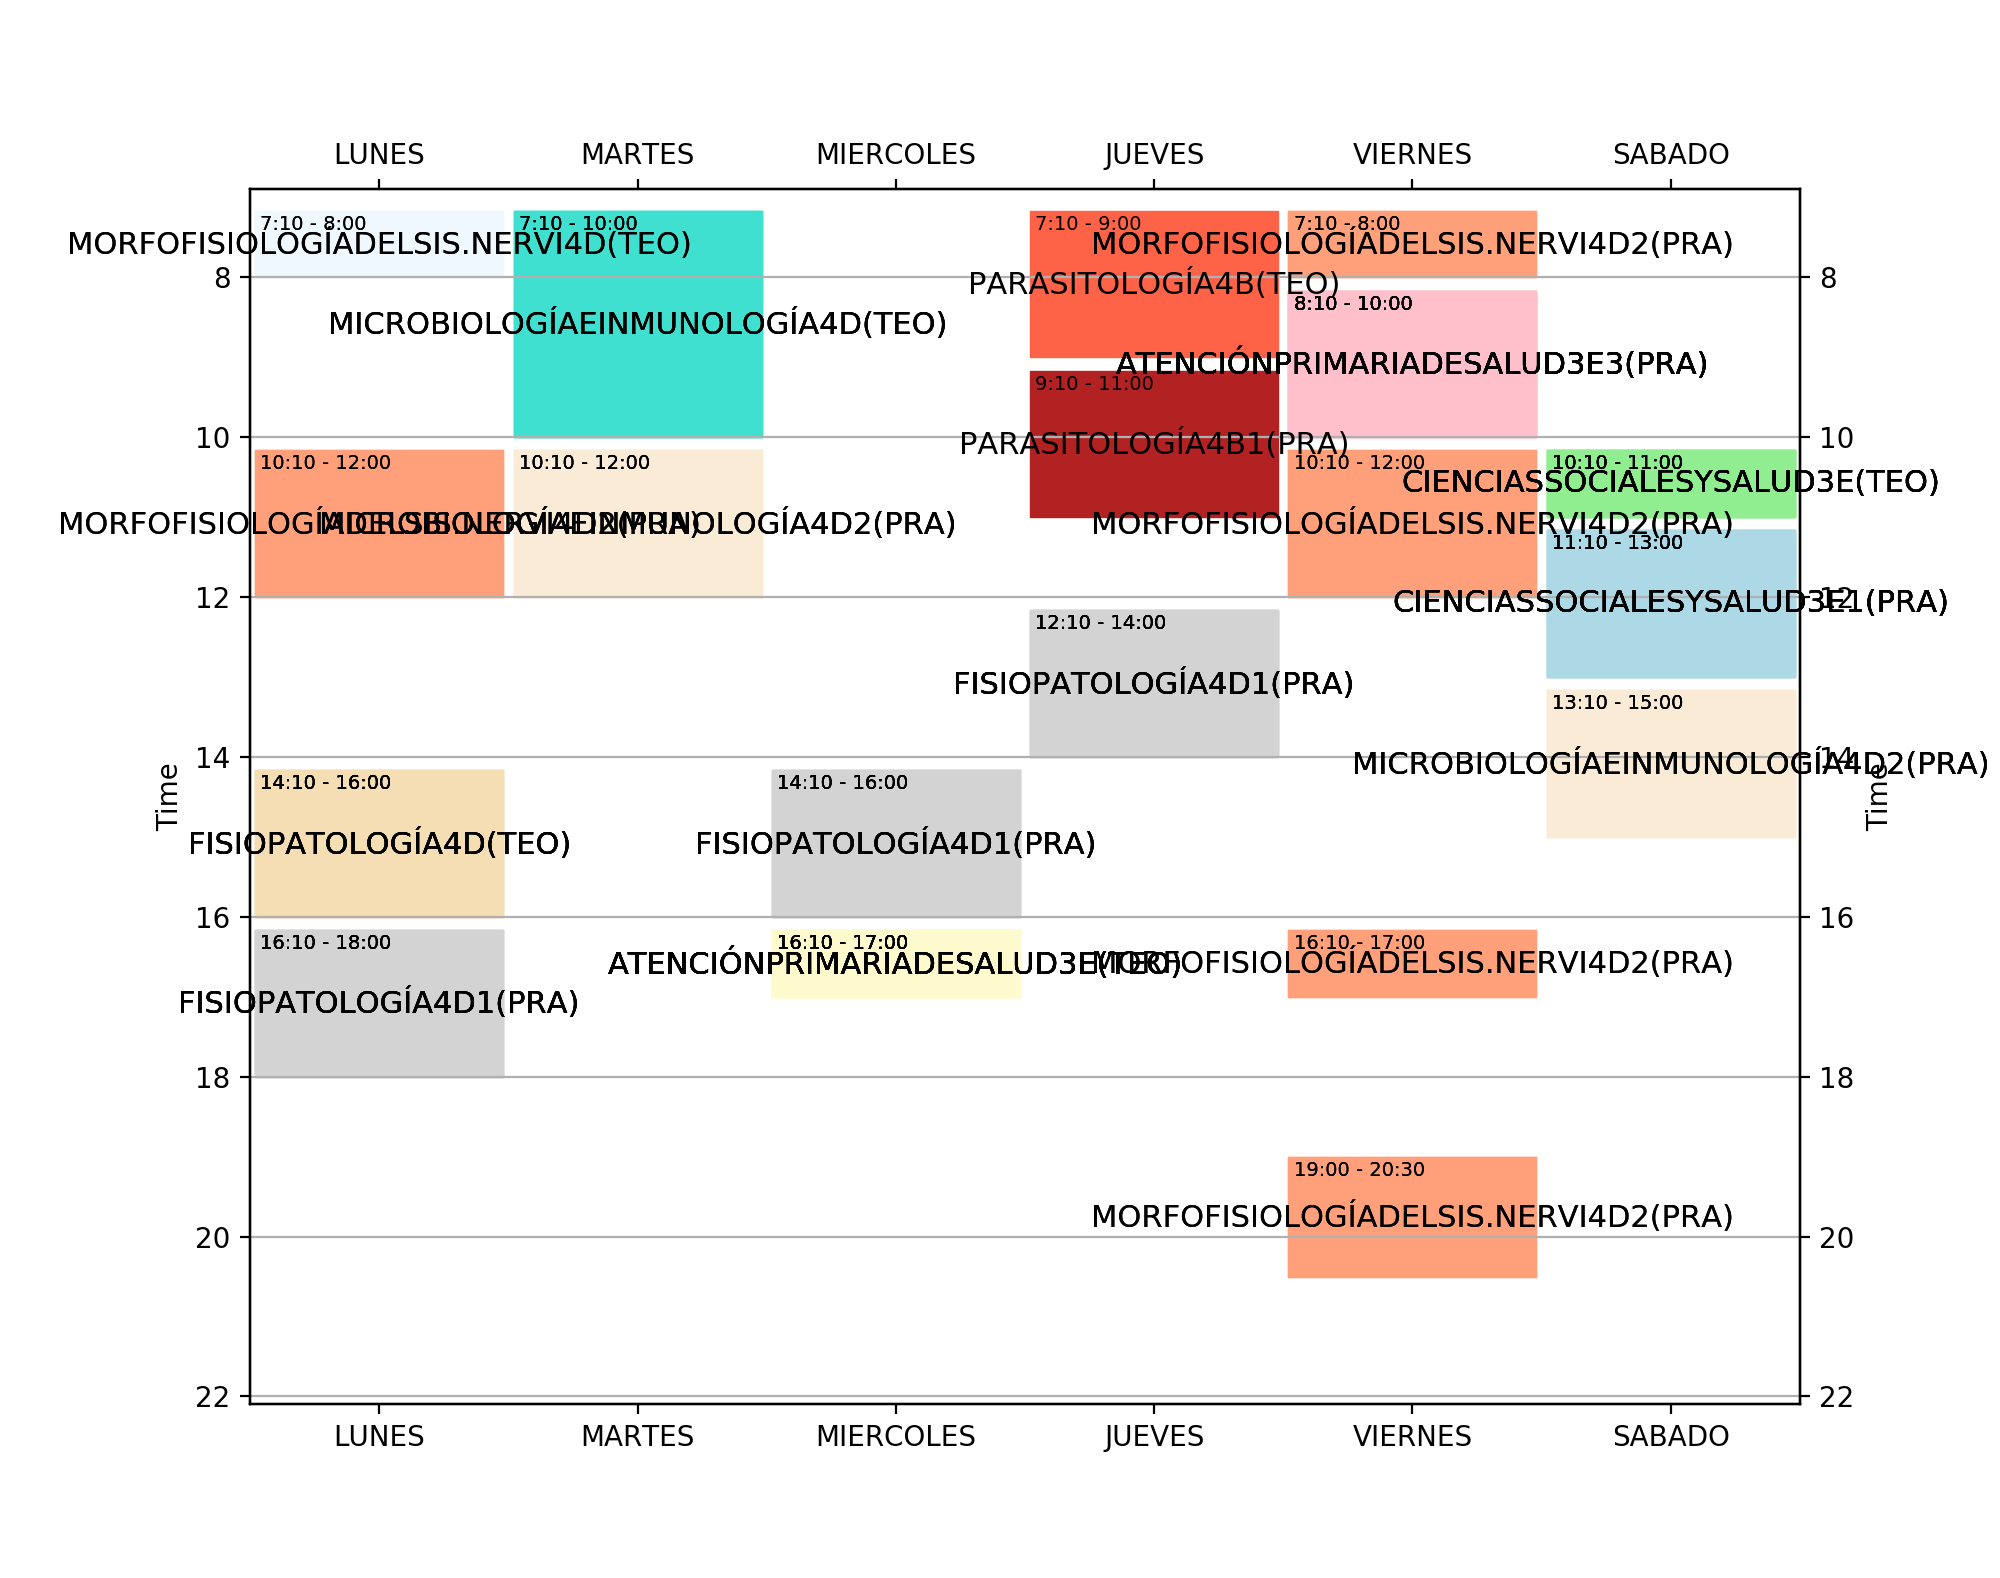 LUNES MARTES MIERCOLES JUEVES VIERNES SABADO
7:10 - 8:00 7:10 - 10:00 7:10 - 9:00 7:10 - 8:00
MORFOFISIOLOGÍADELSIS.NERVI4D(TEO) MORFOFISIOLOGÍADELSIS.NERVI4D2(PRA)
8 PARASITOLOGÍA4B(TEO) 8
8:10 - 10:00
MICROBIOLOGÍAEINMUNOLOGÍA4D(TEO)
ATENCIÓNPRIMARIADESALUD3E3(PRA)
9:10 - 11:00
10 PARASITOLOGÍA4B1(PRA) 10
10:10 - 12:00 10:10 - 12:00 10:10 - 12:00 10:10 - 11:00
CIENCIASSOCIALESYSALUD3E(TEO)
MORFOFISIOLOGÍADELSIS.NERVI4D2(PRA) MICROBIOLOGÍAEINMUNOLOGÍA4D2(PRA) MORFOFISIOLOGÍADELSIS.NERVI4D2(PRA)
11:10 - 13:00
12 CIENCIASSOCIALESYSALUD3E1(PRA) 12
12:10 - 14:00
FISIOPATOLOGÍA4D1(PRA)
13:10 - 15:00
14 MICROBIOLOGÍAEINMUNOLOGÍA4D2(PRA) 14
14:10 - 16:00 14:10 - 16:00
Time Time
FISIOPATOLOGÍA4D(TEO) FISIOPATOLOGÍA4D1(PRA)
16 16
16:10 - 18:00 16:10 - 17:00 16:10 - 17:00
ATENCIÓNPRIMARIADESALUD3E(TEO) MORFOFISIOLOGÍADELSIS.NERVI4D2(PRA)
FISIOPATOLOGÍA4D1(PRA)
18 18
19:00 - 20:30
MORFOFISIOLOGÍADELSIS.NERVI4D2(PRA)
20 20
22 22
LUNES MARTES MIERCOLES JUEVES VIERNES SABADO